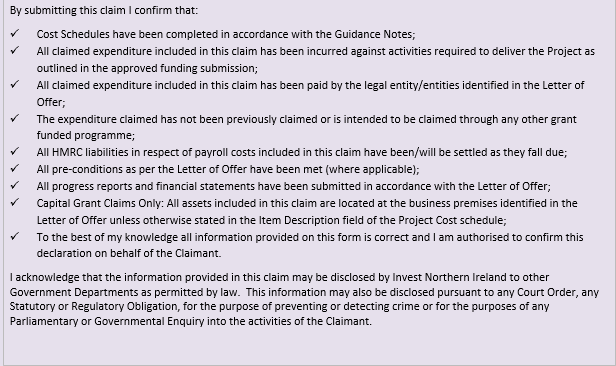 By submitting this claim I confirm that:
✓ Cost Schedules have been completed in accordance with the Guidance Notes;
✓ All claimed expenditure included in this claim has been incurred against activities required to deliver the Project as
outlined in the approved funding submission;
✓ All claimed expenditure included in this claim has been paid by the legal entity/entities identified in the Letter of
Offer;
✓ The expenditure claimed has not been previously claimed or is intended to be claimed through any other grant
funded programme;
✓ All HMRC liabilities in respect of payroll costs included in this claim have been/will be settled as they fall due;
✓ All pre-conditions as per the Letter of Offer have been met (where applicable);
✓ All progress reports and financial statements have been submitted in accordance with the Letter of Offer;
✓ Capital Grant Claims Only: All assets included in this claim are located at the business premises identified in the
Letter of Offer unless otherwise stated in the Item Description field of the Project Cost schedule;
✓ To the best of my knowledge all information provided on this form is correct and I am authorised to confirm this
declaration on behalf of the Claimant.
I acknowledge that the information provided in this claim may be disclosed by Invest Northern Ireland to other
Government Departments as permitted by law. This information may also be disclosed pursuant to any Court Order, any
Statutory or Regulatory Obligation, for the purpose of preventing or detecting crime or for the purposes of any
Parliamentary or Governmental Enquiry into the activities of the Claimant.